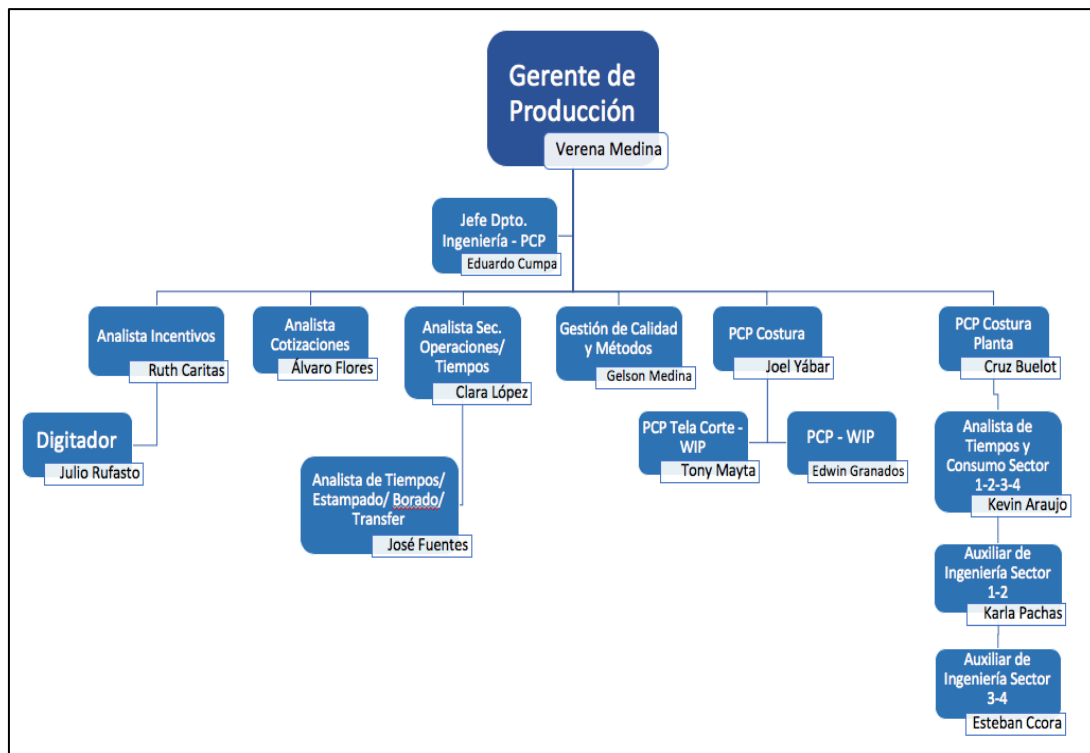 Gerente de
Producción
Verena Medina
Jefe Dpto.
Ingeniería - PCP
Eduardo Cumpa
Analista Incentivos
Ruth Caritas
Analista
Cotizaciones
Álvaro Flores
Analista Sec.
Operaciones/
Tiempos
Clara López
Gestión de Calidad
y Métodos
Gelson Medina
PCP Costura
Joel Yábar
PCP Costura
Planta
Cruz Buelot
Digitador
Julio Rufasto
Analista de Tiempos/
Estampado/ Borado/
Transfer
José Fuentes
PCP Tela Corte -
WIP
Tony Mayta
PCP - WIP
Edwin Granados
Analista de
Tiempos y
Consumo Sector
1-2-3-4
Kevin Araujo
Auxiliar de
Ingeniería Sector
1-2
Karla Pachas
Auxiliar de
Ingeniería Sector
3-4
Esteban Ccora